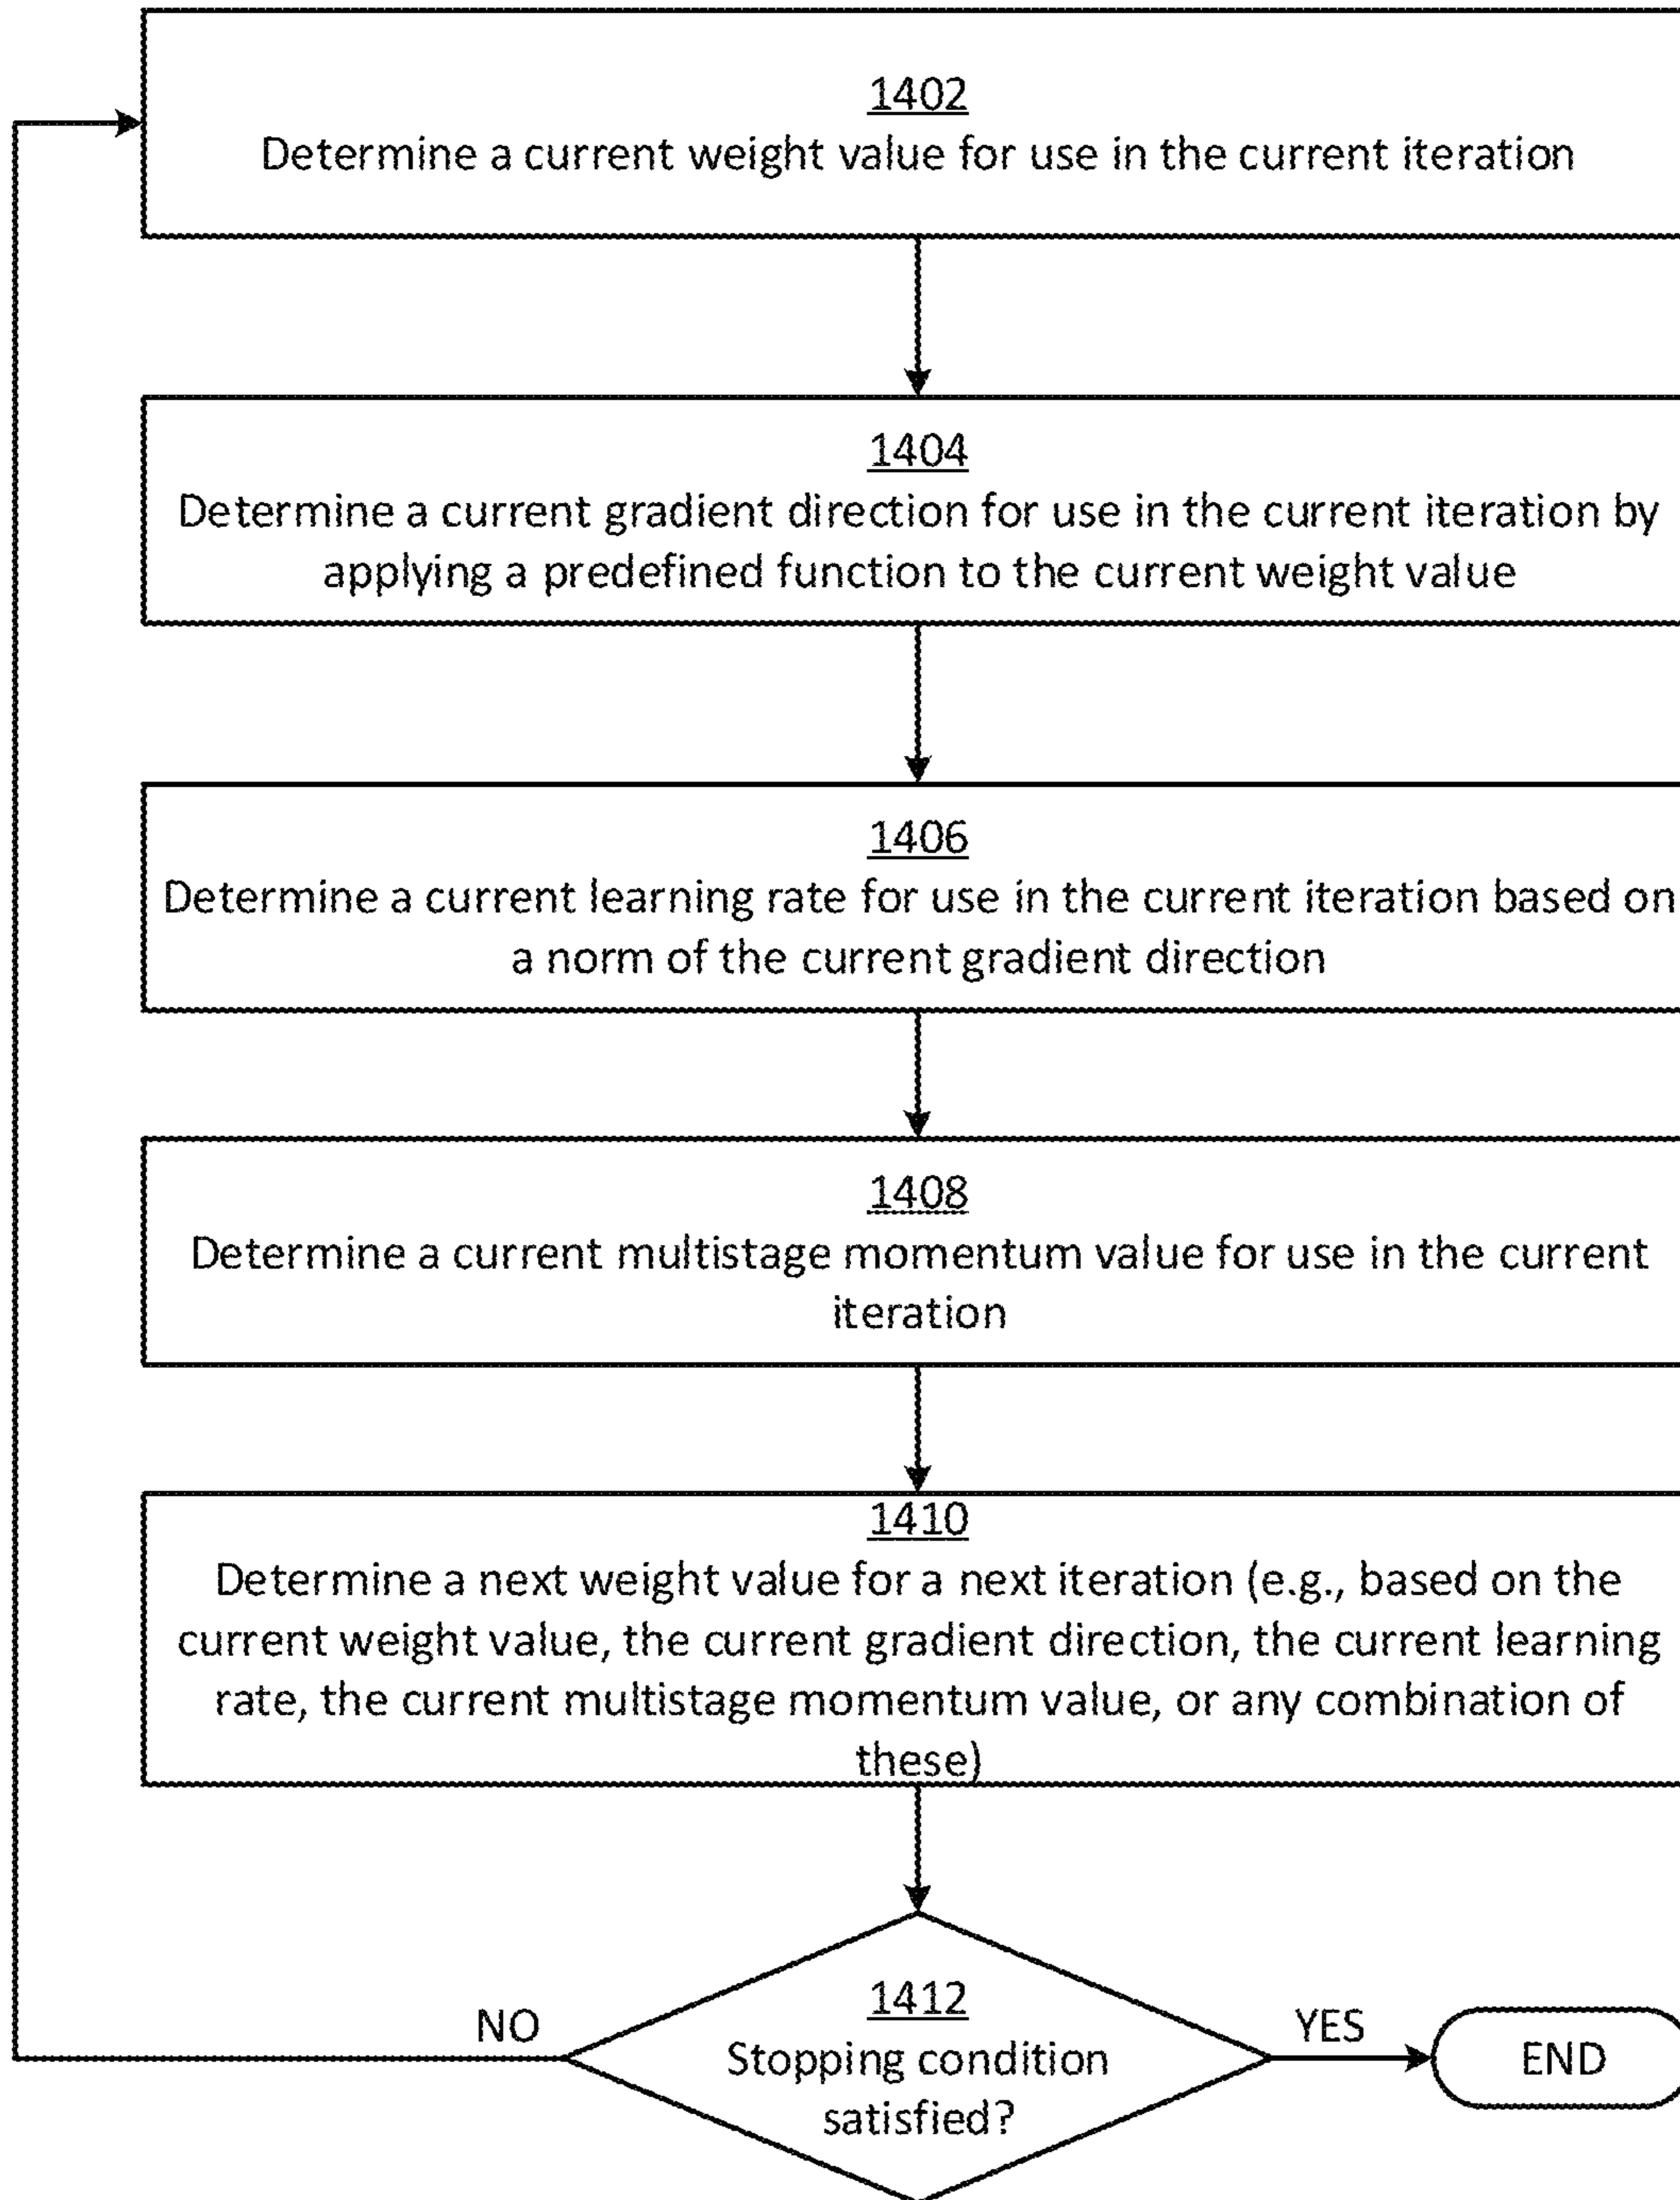 1402
Determine a current weight value for use in the current iteration
1404
Determine a current gradient direction for use in the current iteration by
applying a predefined function to the current weight value
1406
Determine a current learning rate for use in the current iteration based on
a norm of the current gradient direction
1408
Determine a current multistage momentum value for use in the current
iteration
1410
Determine a next weight value for a next iteration (e.g., based on the
current weight value, the current gradient direction, the current learning
rate, the current multistage momentum value, or any combination of
these)
NO
1412
Stopping condition
satisfied?
YES
END